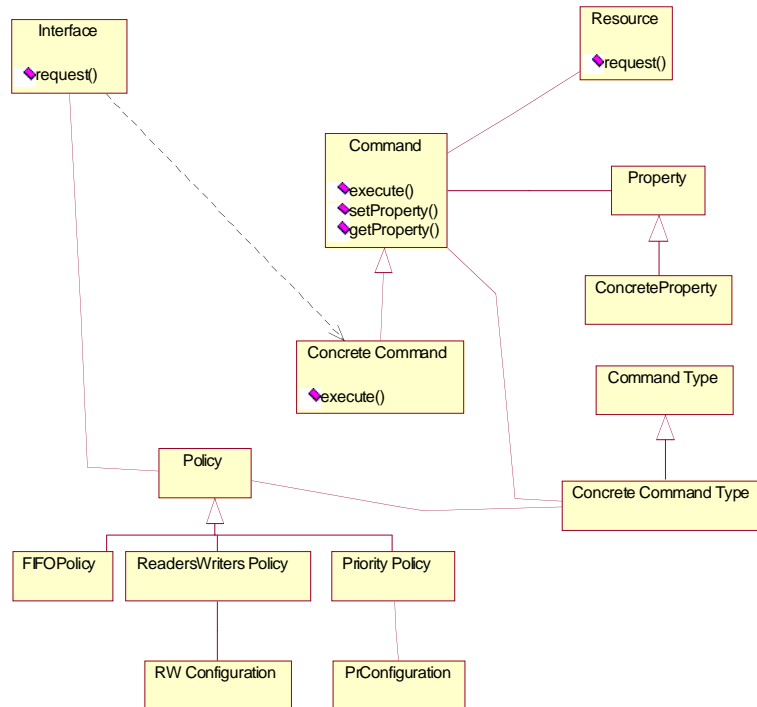 Interface
request()
Resource
request()
Command
execute()
setProperty()
getProperty()
Property
ConcreteProperty
Concrete Command
execute()
Command Type
Concrete Command Type
Policy
FIFOPolicy
ReadersWriters Policy
Priority Policy
RW Configuration
PrConfiguration